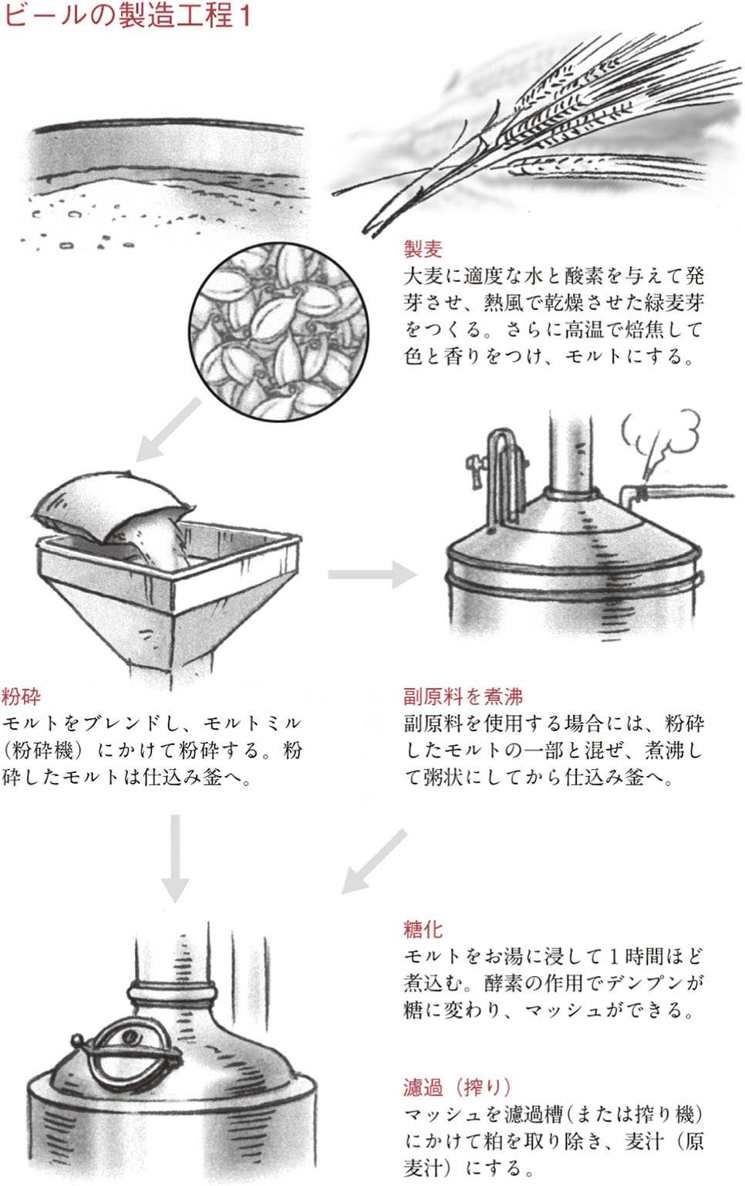 ビールの製造工程1
製麦
大麦に適度な水と酸素を与えて発
芽させ、熱風で乾燥させた緑麦芽
をつくる。さらに高温で焙焦して
色と香りをつけ、モルトにする。
粉砕
モルトをブレンドし、モルトミル
（粉砕機）にかけて粉砕する。粉
砕したモルトは仕込み釜へ。
副原料を煮沸
副原料を使用する場合には、粉砕
したモルトの一部と混ぜ、煮沸し
て粥状にしてから仕込み釜へ。
糖化
モルトをお湯に浸して1時間ほど
煮込む。酵素の作用でデンプンが
糖に変わり、マッシュができる。
濾過（搾り）
マッシュを濾過槽（または搾り機）
にかけて粕を取り除き、麦汁（原
麦汁）にする。